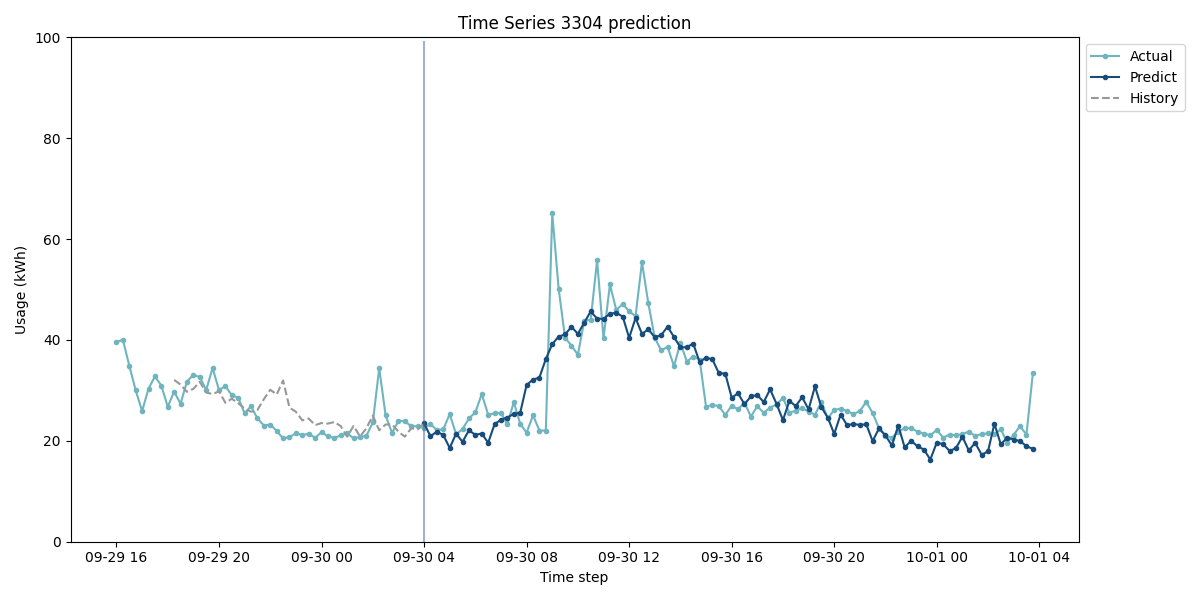 Time Series 3304 prediction
100
80
60
40
20
0
Usage (kWh)
09-29 16
09-29 20
09-30 00
09-30 04
09-30 08
09-30 12
09-30 16
09-30 20
10-01 00
10-01 04
Time step
Actual
Predict
History